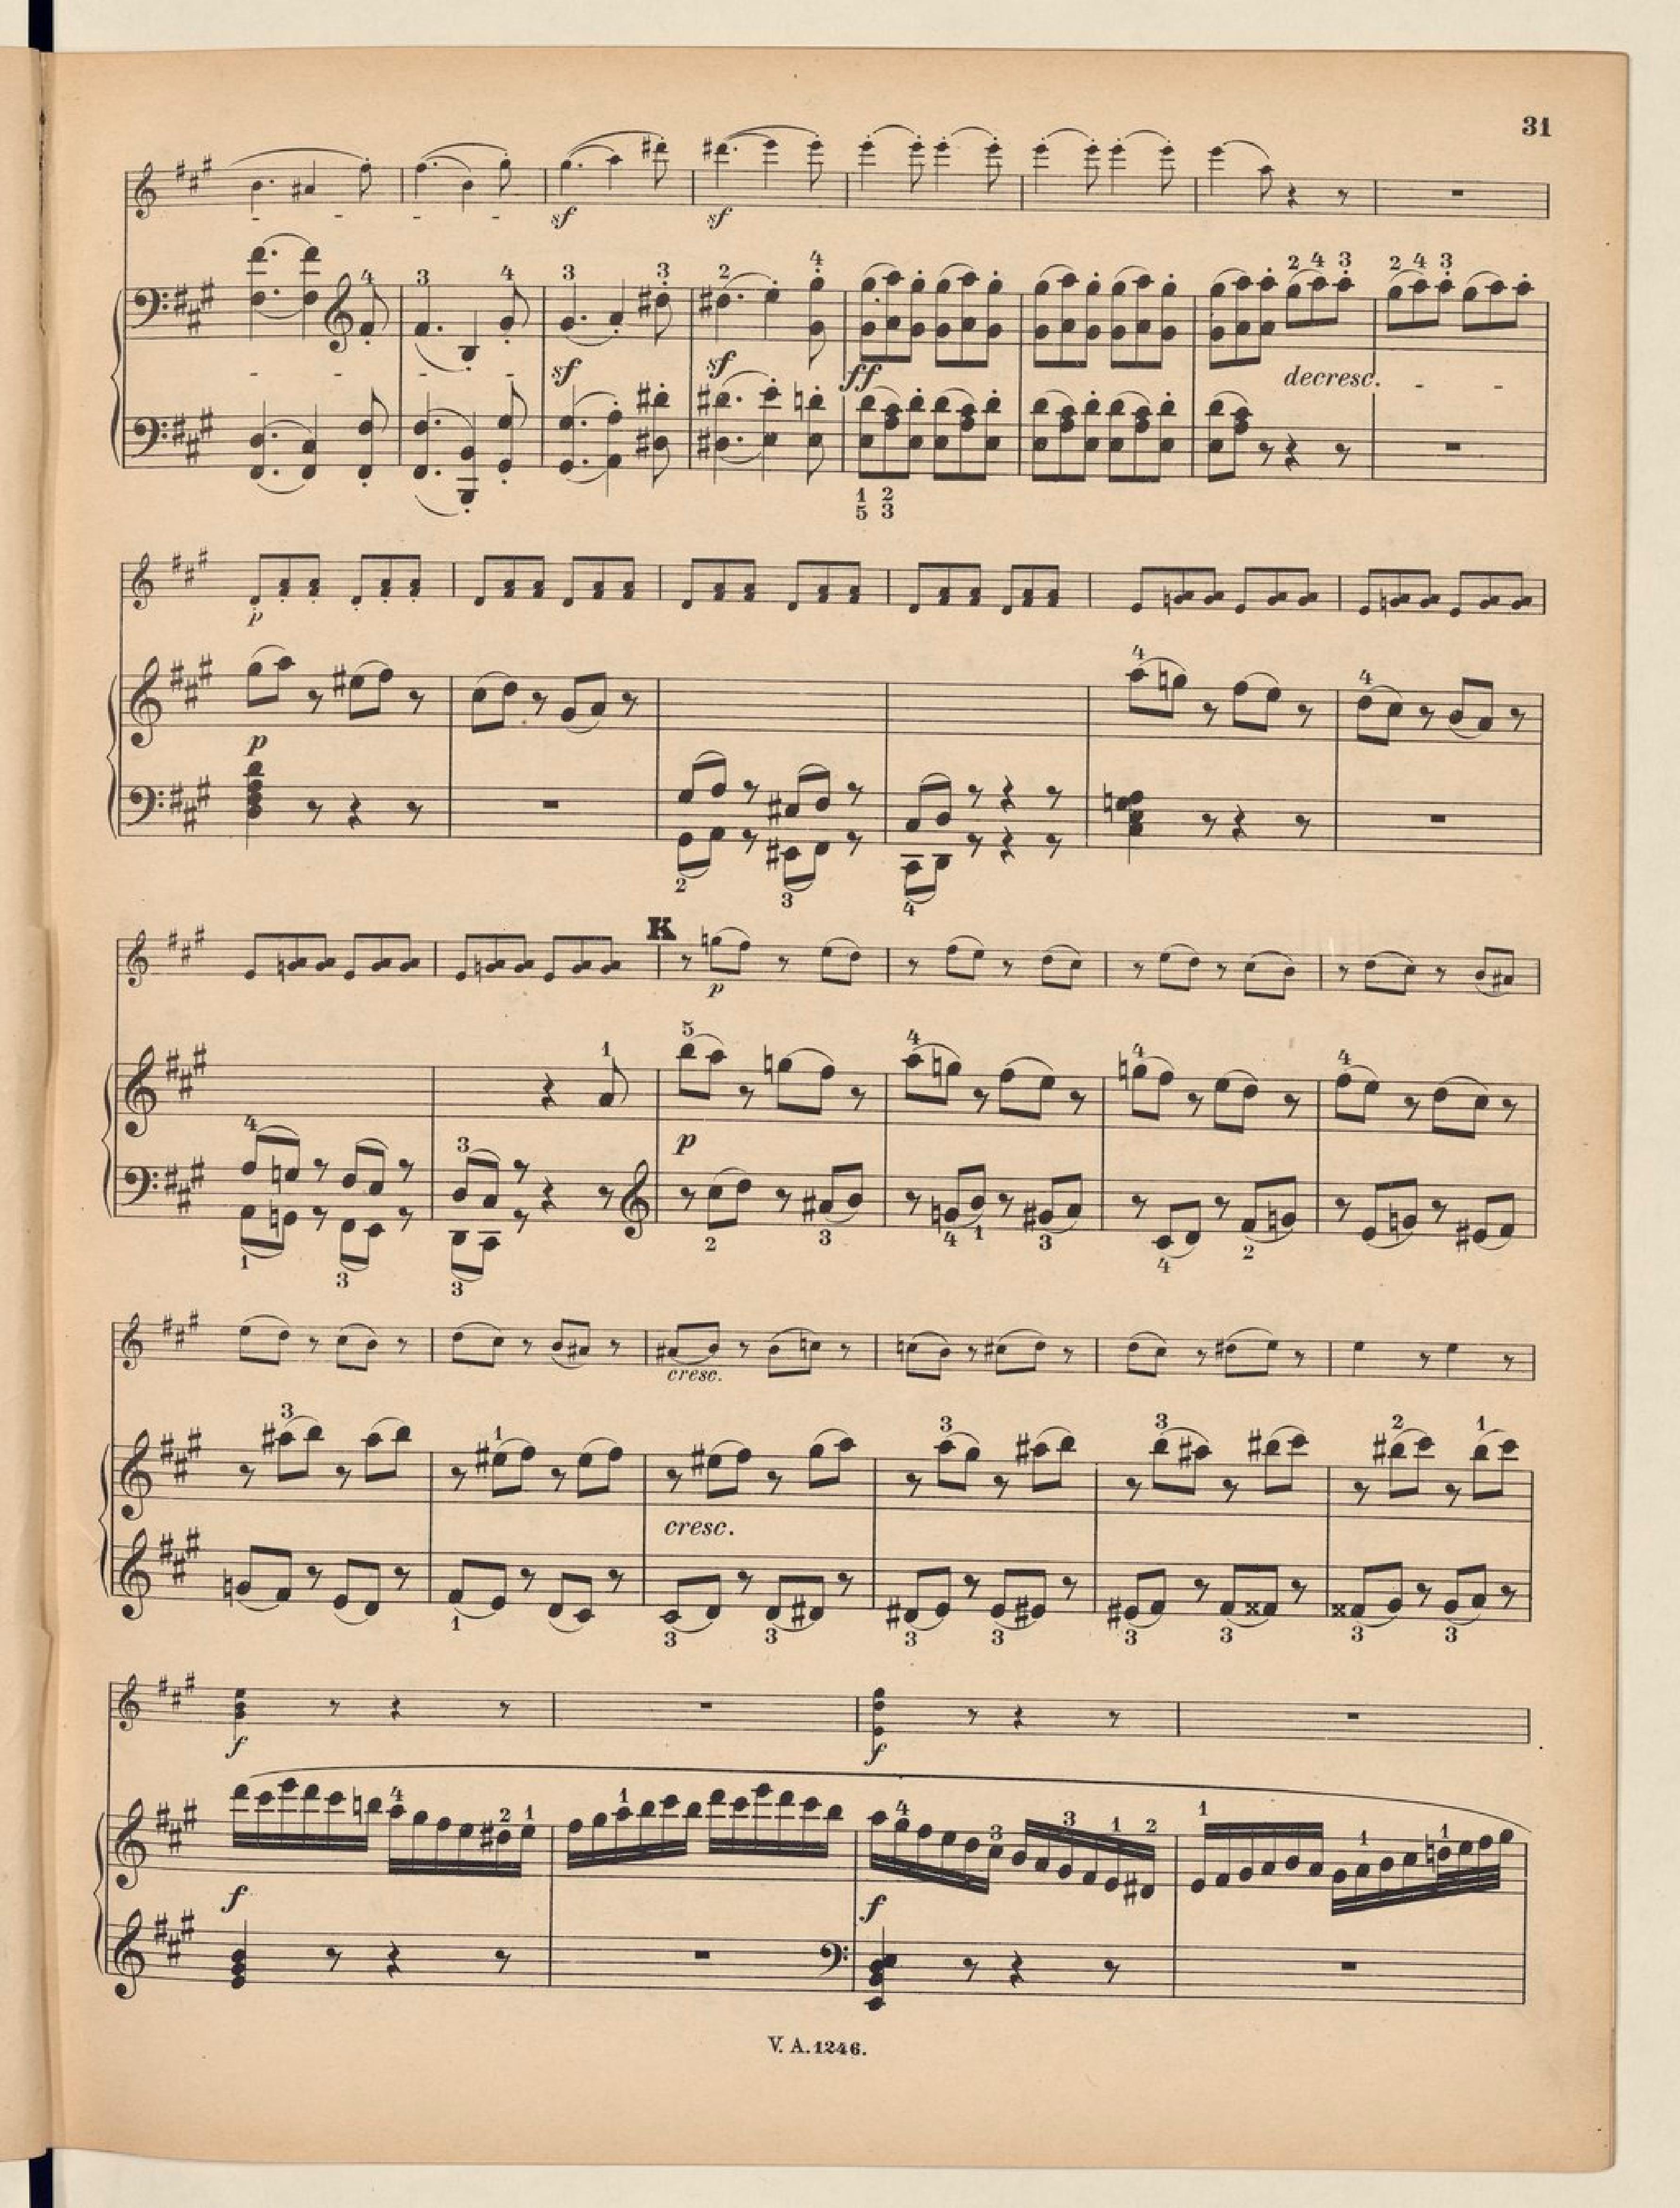 31
sf sf
4 3 4 3 3 2 4 2 4 3 2 4 3
sf sf ff decresc.
1 2
5 3
p
4 4
p
2 3 4
K
p
1 5 4 4 4
p
4 3
2 3 4 1 3 4 2
1 3 3
cresc.
3 1 3 3 2 1
cresc.
1 3 3 3 3 3 3 3 3
f f
4 2 1 1 4 3 3 1 2 1 1 1
f f
V. A. 1246.